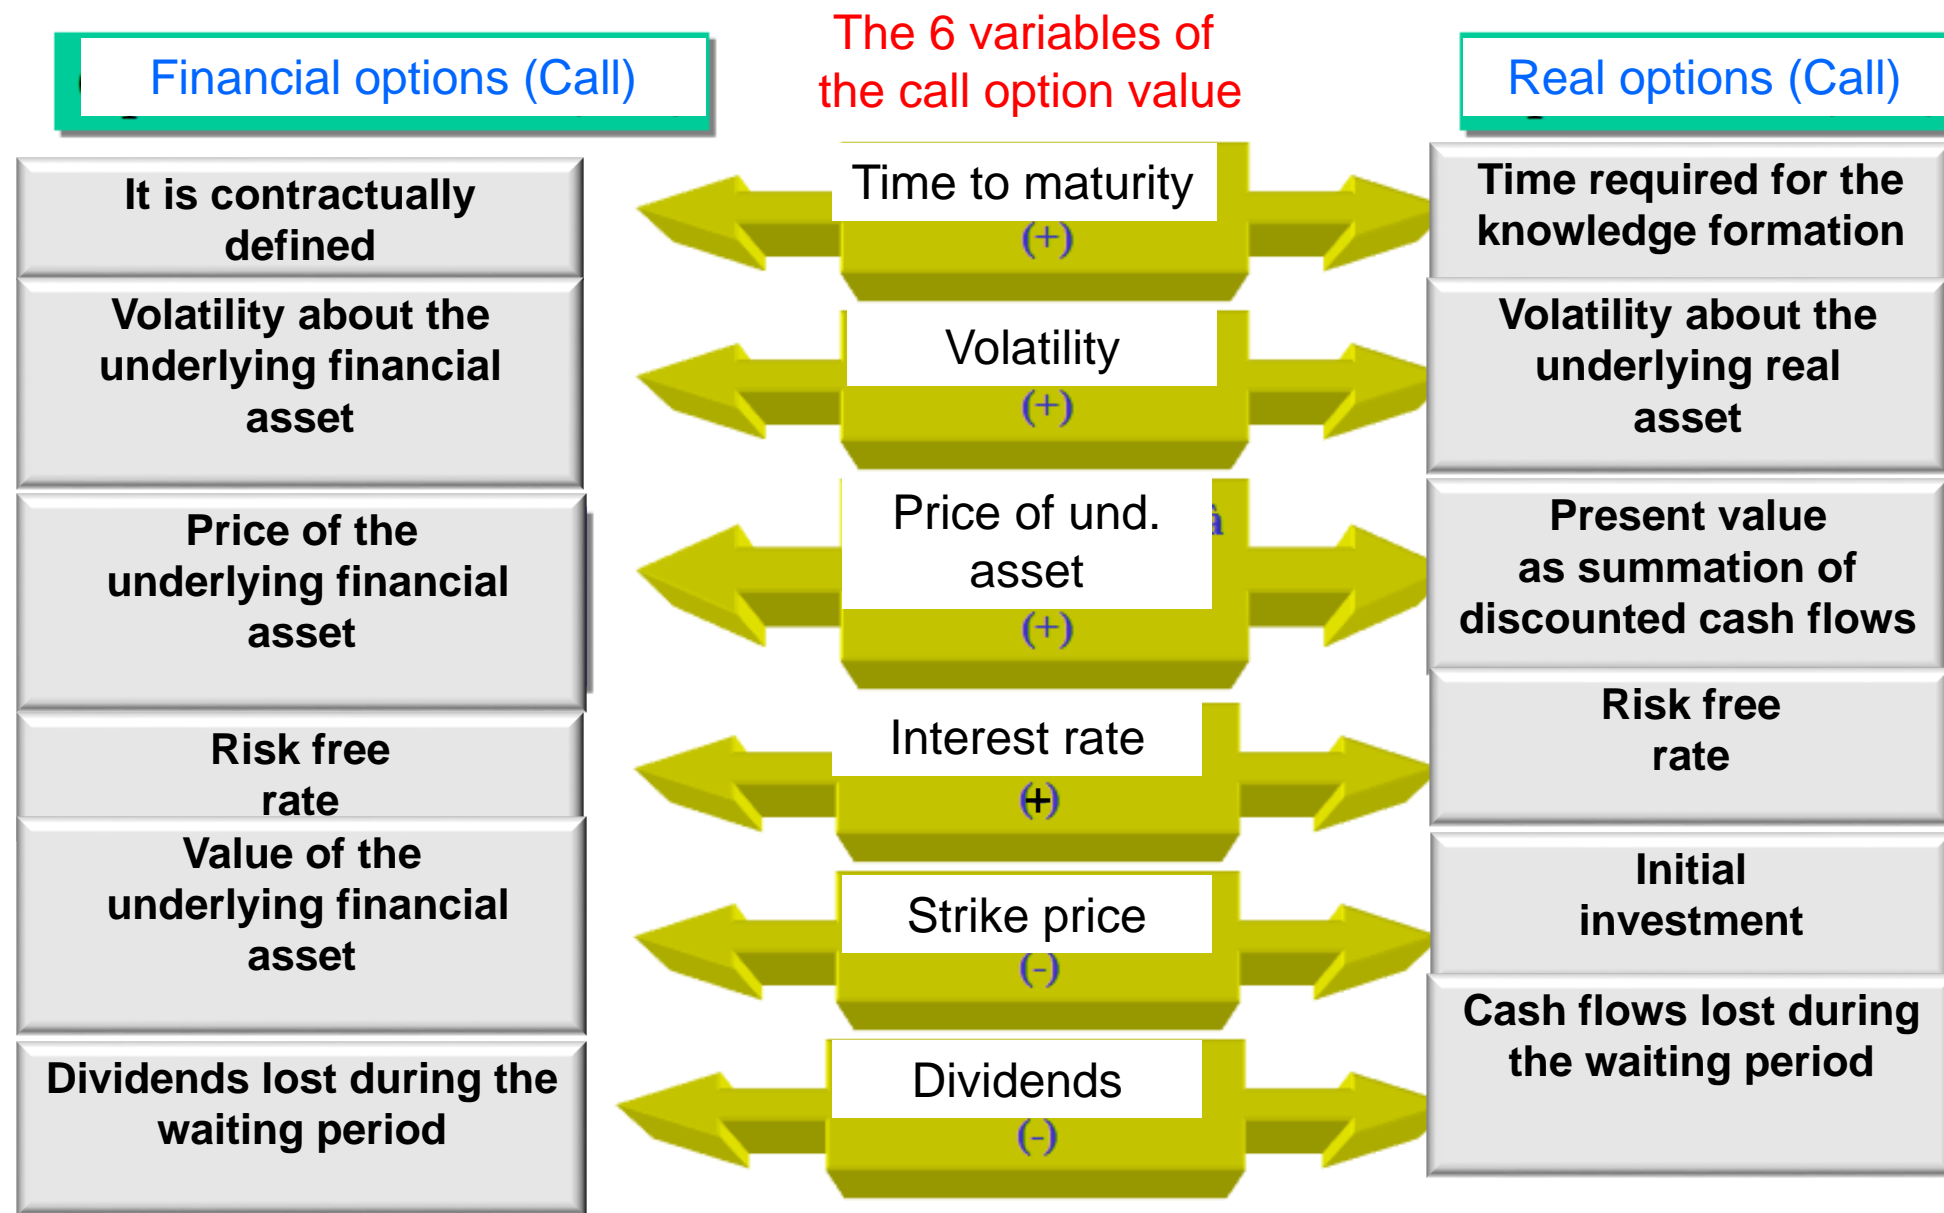 The 6 variables of
the call option value
Financial options (Call)
Real options (Call)
It is contractually
defined
Time to maturity
(+)
Time required for the
knowledge formation
Volatility about the
underlying financial
asset
Volatility
(+)
Volatility about the
underlying real
asset
Price of the
underlying financial
asset
Price of und.
asset
à
(+)
Present value
as summation of
discounted cash flows
Risk free
rate
Interest rate
(+)
Risk free
rate
Value of the
underlying financial
asset
Strike price
(-)
Initial
investment
Dividends lost during the
waiting period
Dividends
(-)
Cash flows lost during
the waiting period